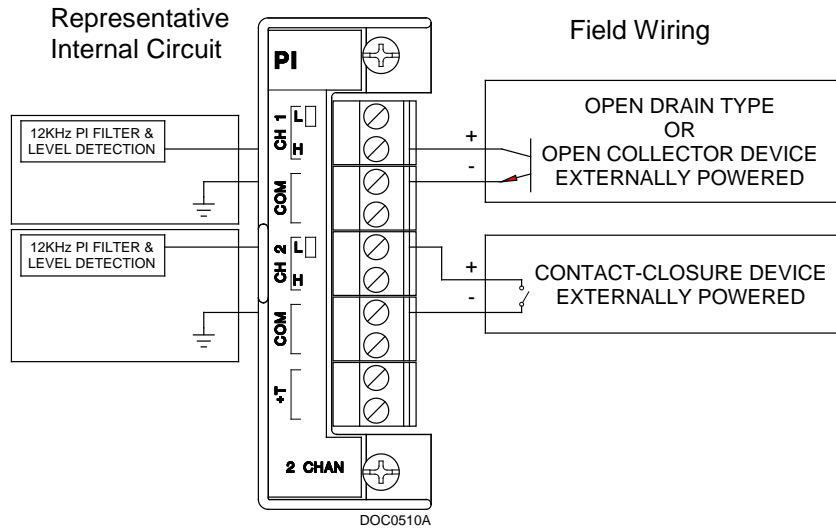 Representative
Internal Circuit
Field Wiring
PI
12KHz PI FILTER &
LEVEL DETECTION
CH 1
L
H
COM
12KHz PI FILTER &
LEVEL DETECTION
CH 2
L
H
COM
+T
2 CHAN
+
-
OPEN DRAIN TYPE
OR
OPEN COLLECTOR DEVICE
EXTERNALLY POWERED
+
-
CONTACT-CLOSURE DEVICE
EXTERNALLY POWERED
DOC0510A